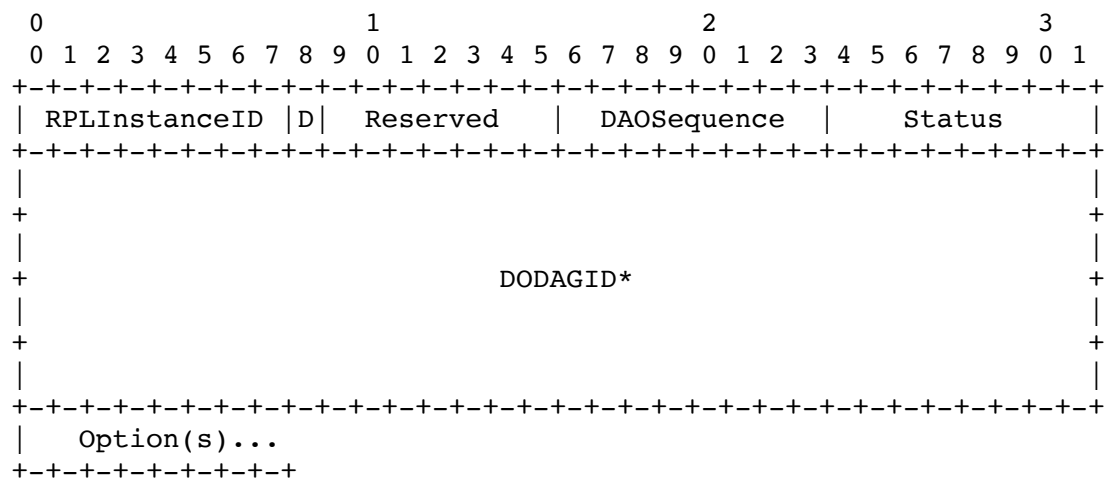 0                   1                   2                   3
 0 1 2 3 4 5 6 7 8 9 0 1 2 3 4 5 6 7 8 9 0 1 2 3 4 5 6 7 8 9 0 1
+-+-+-+-+-+-+-+-+-+-+-+-+-+-+-+-+-+-+-+-+-+-+-+-+-+-+-+-+-+-+-+-+
| RPLInstanceID |D|  Reserved   |  DAOSequence  |    Status     |
+-+-+-+-+-+-+-+-+-+-+-+-+-+-+-+-+-+-+-+-+-+-+-+-+-+-+-+-+-+-+-+-+
|                                                               |
+                                                               +
|                                                               |
+                           DODAGID*                            +
|                                                               |
+                                                               +
|                                                               |
+-+-+-+-+-+-+-+-+-+-+-+-+-+-+-+-+-+-+-+-+-+-+-+-+-+-+-+-+-+-+-+-+
|   Option(s)...
+-+-+-+-+-+-+-+-+